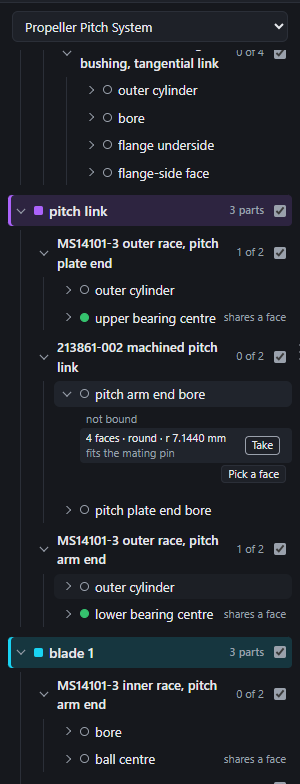 Propeller Pitch System
0 of 4
bushing, tangential link
outer cylinder
bore
flange underside
flange-side face
pitch link 3 parts
MS14101-3 outer race, pitch 1 of 2
plate end
outer cylinder
upper bearing centre shares a face
213861-002 machined pitch 0 of 2
link
pitch arm end bore
not bound
4 faces · round · r 7.1440 mm Take
fits the mating pin
Pick a face
pitch plate end bore
MS14101-3 outer race, pitch 1 of 2
arm end
outer cylinder
lower bearing centre shares a face
blade 1 3 parts
MS14101-3 inner race, pitch 0 of 2
arm end
bore
ball centre shares a face